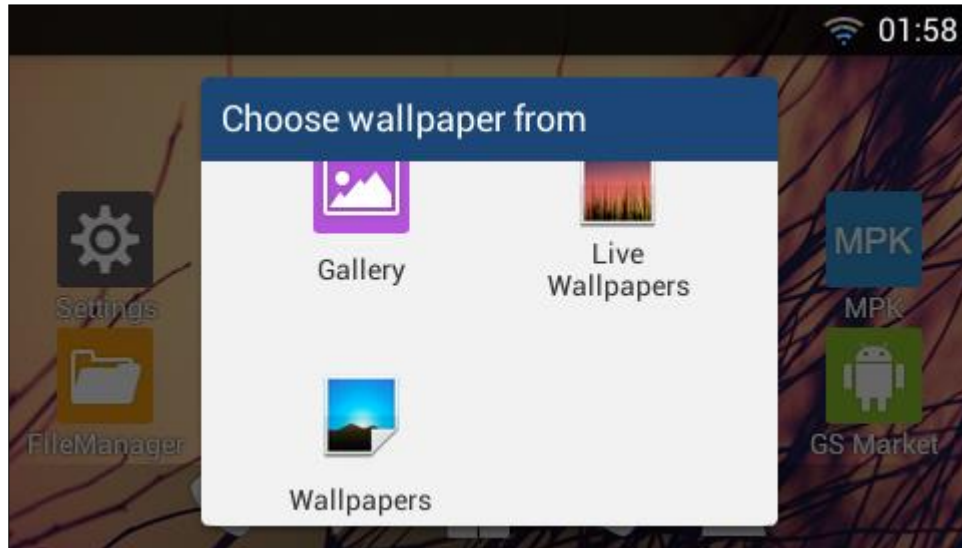 01:58
Choose wallpaper from
Gallery
Live
Wallpapers
Wallpapers
Settings
FileManager
MPK
MPK
GS Market